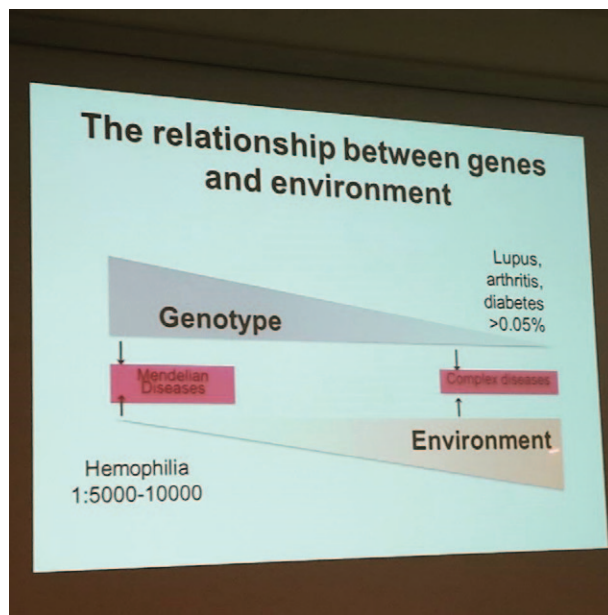 The relationship between genes
and environment
Lupus,
arthritis,
diabetes
>0.05%
Genotype
Mendelian
Diseases
Complex diseases
Environment
Hemophilia
1:5000-10000